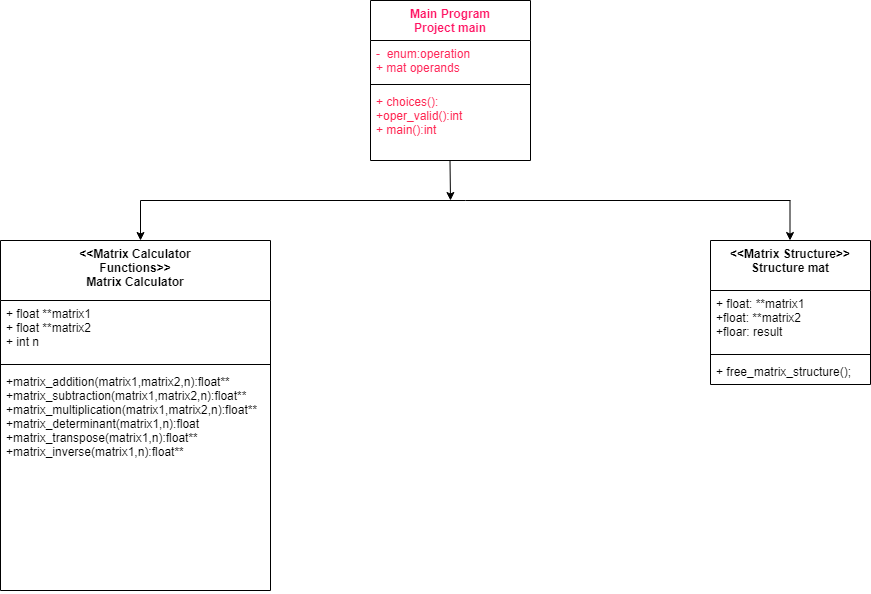 Main Program
Project main
-  enum:operation
+ mat operands
+ choices():
+oper_valid():int
+ main():int
<<Matrix Calculator
Functions>>
Matrix Calculator
+ float **matrix1
+ float **matrix2
+ int n
+matrix_addition(matrix1,matrix2,n):float**
+matrix_subtraction(matrix1,matrix2,n):float**
+matrix_multiplication(matrix1,matrix2,n):float**
+matrix_determinant(matrix1,n):float
+matrix_transpose(matrix1,n):float**
+matrix_inverse(matrix1,n):float**
<<Matrix Structure>>
Structure mat
+ float: **matrix1
+float: **matrix2
+floar: result
+ free_matrix_structure();